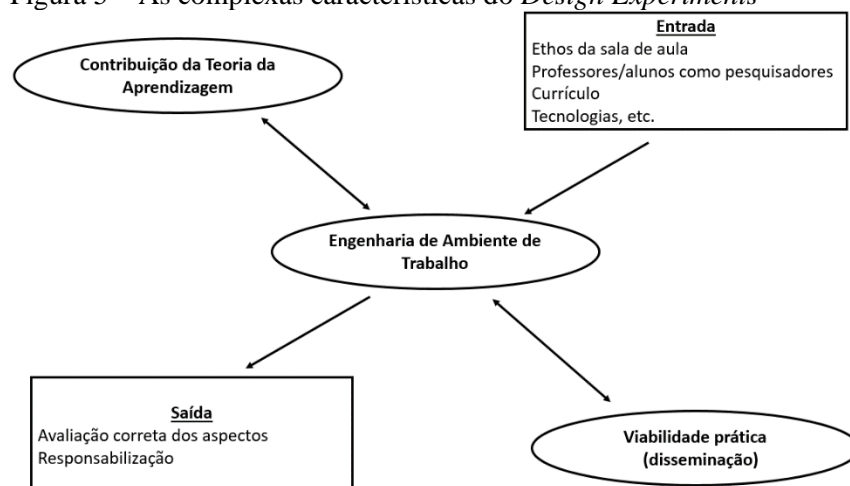 Figura 3 – As complexas características do Design Experiments
Contribuição da Teoria da
Aprendizagem
Entrada
Ethos da sala de aula
Professores/alunos como pesquisadores
Currículo
Tecnologias, etc.
Engenharia de Ambiente de
Trabalho
Saída
Avaliação correta dos aspectos
Responsabilização
Viabilidade prática
(disseminação)